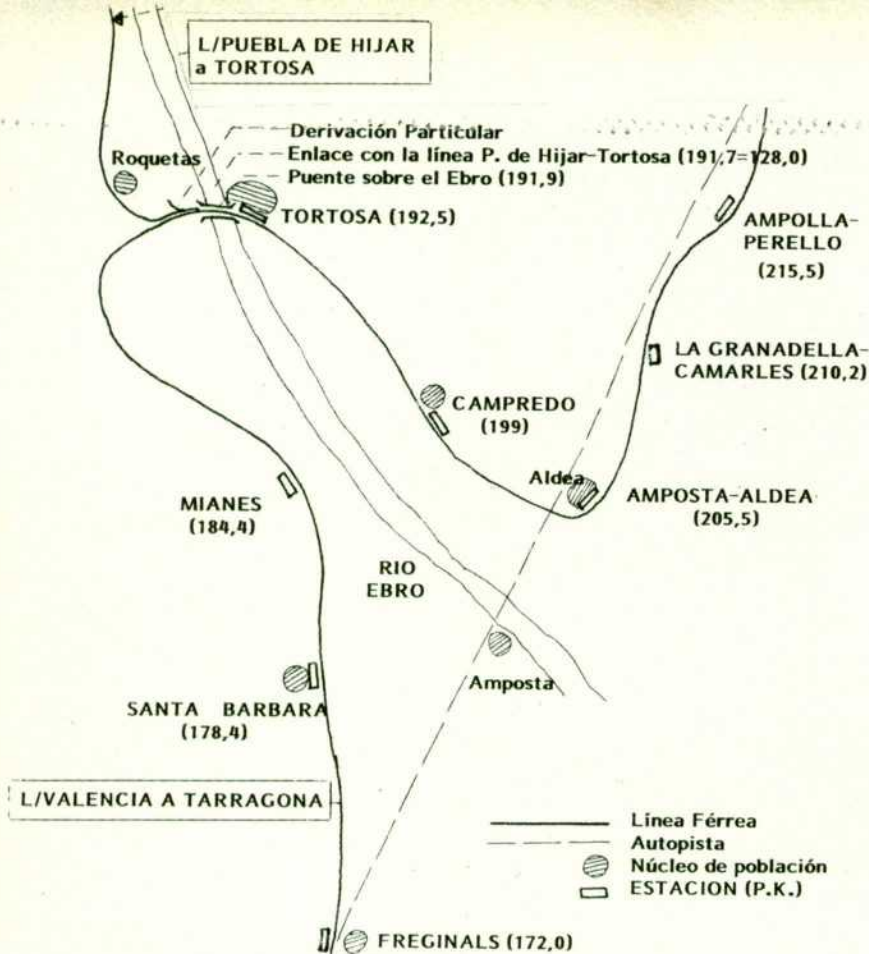 L/PUEBLA DE HIJAR
a TORTOSA
Derivación Particular
Roquetas
Enlace con la línea P. de Hijar-Tortosa (191,7=128,0)
Puente sobre el Ebro (191,9)
TORTOSA (192,5)
AMPOLLA-
PERELLO
(215,5)
LA GRANADELLA-
CAMARLES (210,2)
CAMPREDO
(199)
Aldea
AMPOSTA-ALDEA
(205,5)
MIANES
(184,4)
RIO
EBRO
Amposta
SANTA BARBARA
(178,4)
L/VALENCIA A TARRAGONA
Línea Férrea
Autopista
Núcleo de población
ESTACION (P.K.)
FREGINALS (172,0)